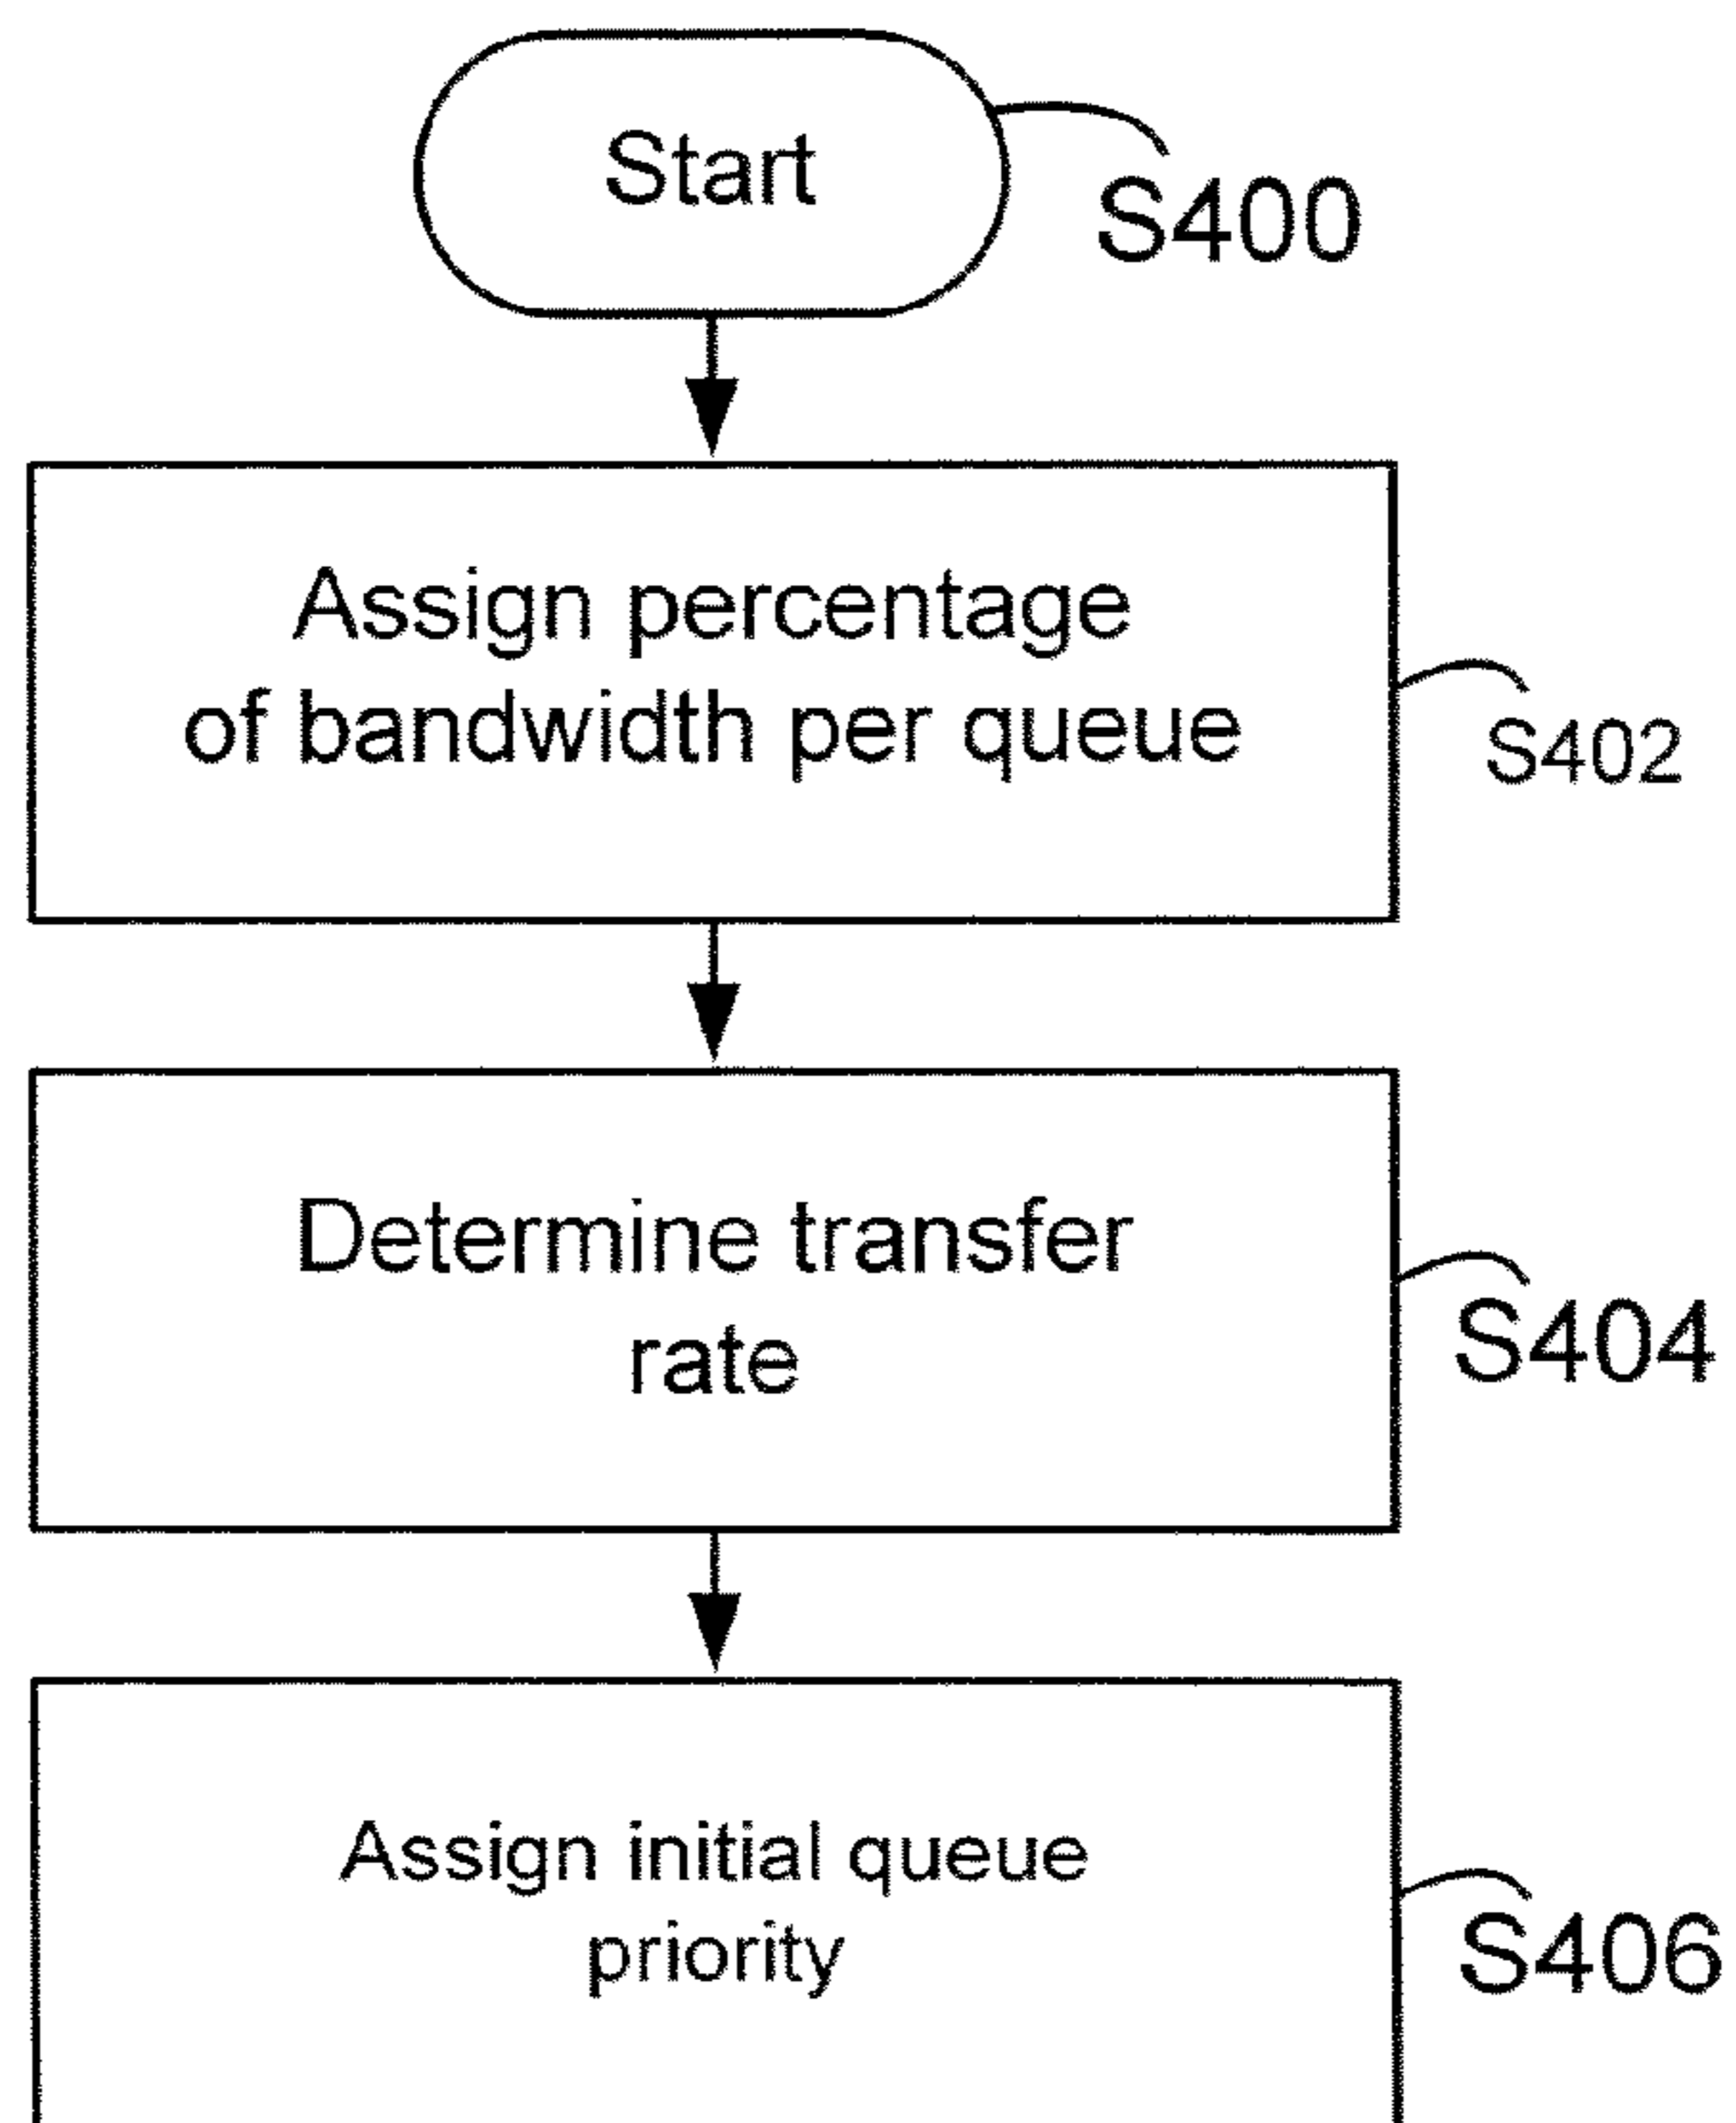 Start
S400
Assign percentage
of bandwidth per queue
S402
Determine transfer
rate
S404
Assign initial queue
priority
S406